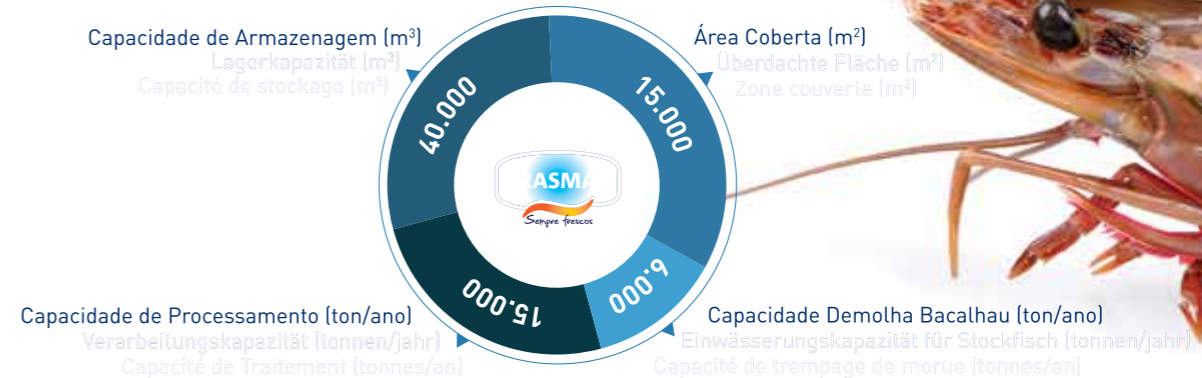 Capacidade de Armazenagem (m³)
Lagerkapazität (m³)
Capacité de stockage (m³)
40.000
Área Coberta (m²)
Überdachte Fläche (m²)
Zone couverte (m²)
15.000
RASMA
Sempre frescos
Capacidade de Processamento (ton/ano)
Verarbeitungskapazität (tonnen/jahr)
Capacité de Traitement (tonnes/an)
15.000
Capacidade Demolha Bacalhau (ton/ano)
Einwässerungskapazität für Stockfisch (tonnen/jahr)
Capacité de trempage de morue (tonnes/an)
6.000